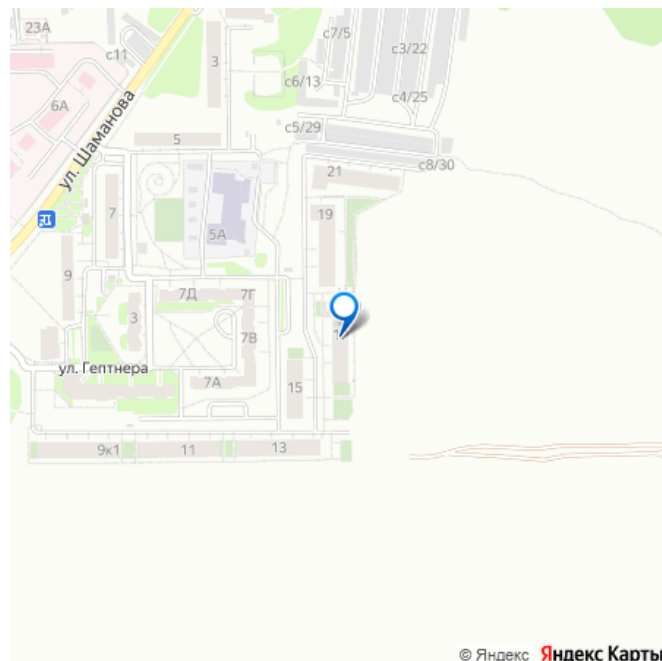 23А
с11
3
с7/5
с3/22
с6/13
с4/25
6А
ул. Шаманова
5
с5/29
с8/30
21
7
19
5А
9
7Д
7Г
3
7В
ул. Гептнера
7А
15
9к1
11
13
© Яндекс Яндекс Карты